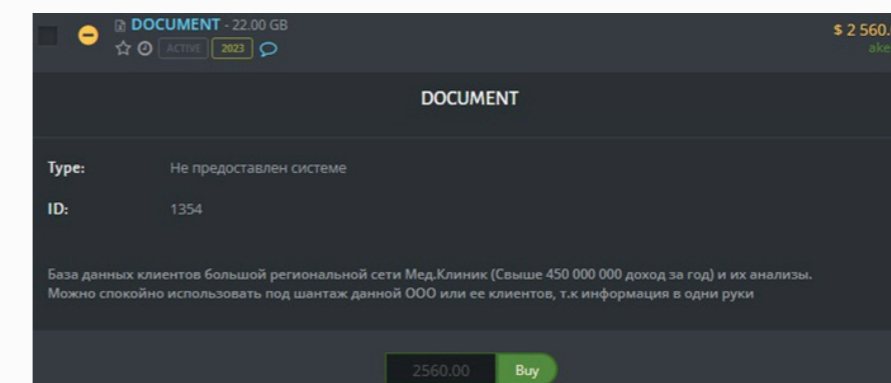 DOCUMENT - 22.00 GB
$ 2 560.
ACTIVE 2023
ake
DOCUMENT
Type: Не предоставлен системе
ID: 1354
База данных клиентов большой региональной сети Мед.Клиник (Свыше 450 000 000 доход за год) и их анализы.
Можно спокойно использовать под шантаж данной ООО или ее клиентов, т.к информация в одни руки
2560.00 Buy